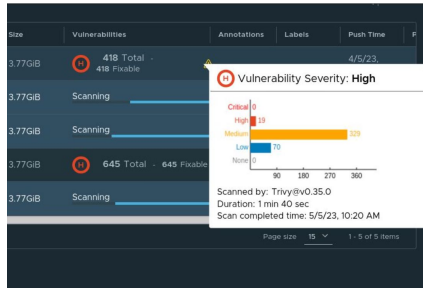 Size Vulnerabilities Annotations Labels Push Time
3.77GiB H 418 Total · 4/5/23,
418 Fixable
3.77GiB Scanning
3.77GiB Scanning
3.77GiB H 645 Total · 645 Fixable
3.77GiB Scanning
H Vulnerability Severity: High
Critical 0
High 19
Medium 329
Low 70
None 0
90 180 270 360
Scanned by: Trivy@v0.35.0
Duration: 1 min 40 sec
Scan completed time: 5/5/23, 10:20 AM
Page size 15 1 - 5 of 5 items